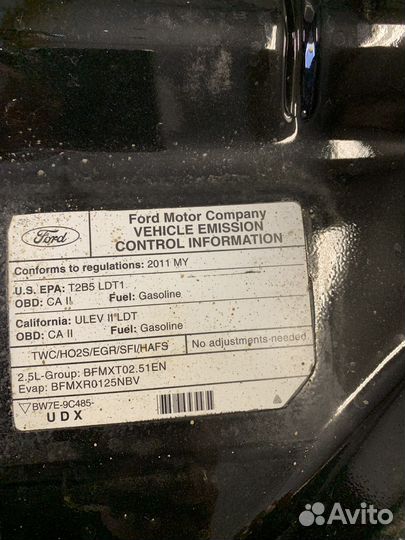 Ford
Ford Motor Company
VEHICLE EMISSION
CONTROL INFORMATION
Conforms to regulations: 2011 MY
U.S. EPA: T2B5 LDT1
OBD: CA II Fuel: Gasoline
California: ULEV II LDT
OBD: CA II Fuel: Gasoline
TWC/HO2S/EGR/SFI/HAFS
No adjustments needed.
2.5L-Group: BFMXT02.51EN
Evap: BFMXR0125NBV
BW7E-9C485-
UDX
Avito